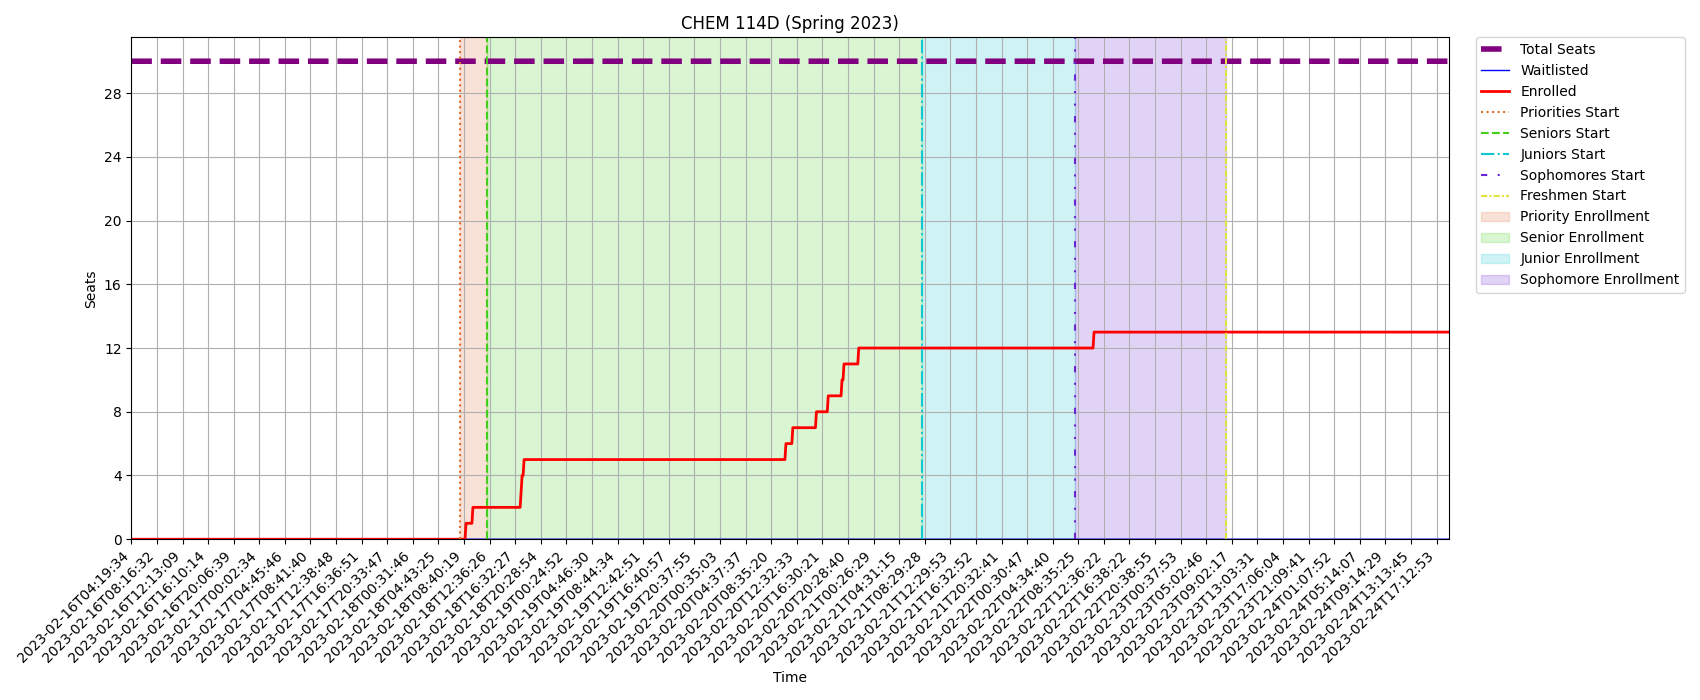 CHEM 114D (Spring 2023)
Seats
28
24
20
16
12
8
4
0
2023-02-16T04:19:34
2023-02-16T08:16:32
2023-02-16T12:13:09
2023-02-16T16:10:14
2023-02-16T20:06:39
2023-02-17T00:02:34
2023-02-17T04:45:46
2023-02-17T08:41:40
2023-02-17T12:38:48
2023-02-17T16:36:51
2023-02-17T20:33:47
2023-02-18T00:31:46
2023-02-18T04:43:25
2023-02-18T08:40:19
2023-02-18T12:36:26
2023-02-18T16:32:27
2023-02-18T20:28:54
2023-02-19T00:24:52
2023-02-19T04:46:30
2023-02-19T08:44:34
2023-02-19T12:42:51
2023-02-19T16:40:57
2023-02-19T20:37:55
2023-02-20T00:35:03
2023-02-20T04:37:37
2023-02-20T08:35:20
2023-02-20T12:32:33
2023-02-20T16:30:21
2023-02-20T20:28:40
2023-02-21T00:26:29
2023-02-21T04:31:15
2023-02-21T08:29:28
2023-02-21T12:29:53
2023-02-21T16:32:52
2023-02-21T20:32:41
2023-02-22T00:30:47
2023-02-22T04:34:40
2023-02-22T08:35:25
2023-02-22T12:36:22
2023-02-22T16:38:22
2023-02-22T20:38:55
2023-02-23T00:37:53
2023-02-23T05:02:46
2023-02-23T09:02:17
2023-02-23T13:03:31
2023-02-23T17:06:04
2023-02-23T21:09:41
2023-02-24T01:07:52
2023-02-24T05:14:07
2023-02-24T09:14:29
2023-02-24T13:13:45
2023-02-24T17:12:53
Time
Total Seats
Waitlisted
Enrolled
Priorities Start
Seniors Start
Juniors Start
Sophomores Start
Freshmen Start
Priority Enrollment
Senior Enrollment
Junior Enrollment
Sophomore Enrollment